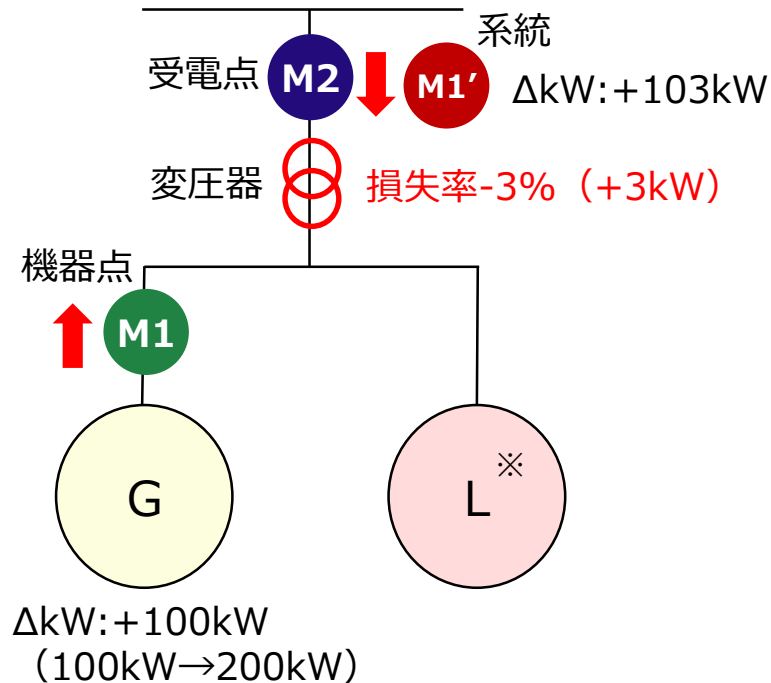 系統
受電点
M2
M1′
ΔkW:+103kW
変圧器
損失率-3%（+3kW）
機器点
M1
G
L※
ΔkW:+100kW
（100kW→200kW）